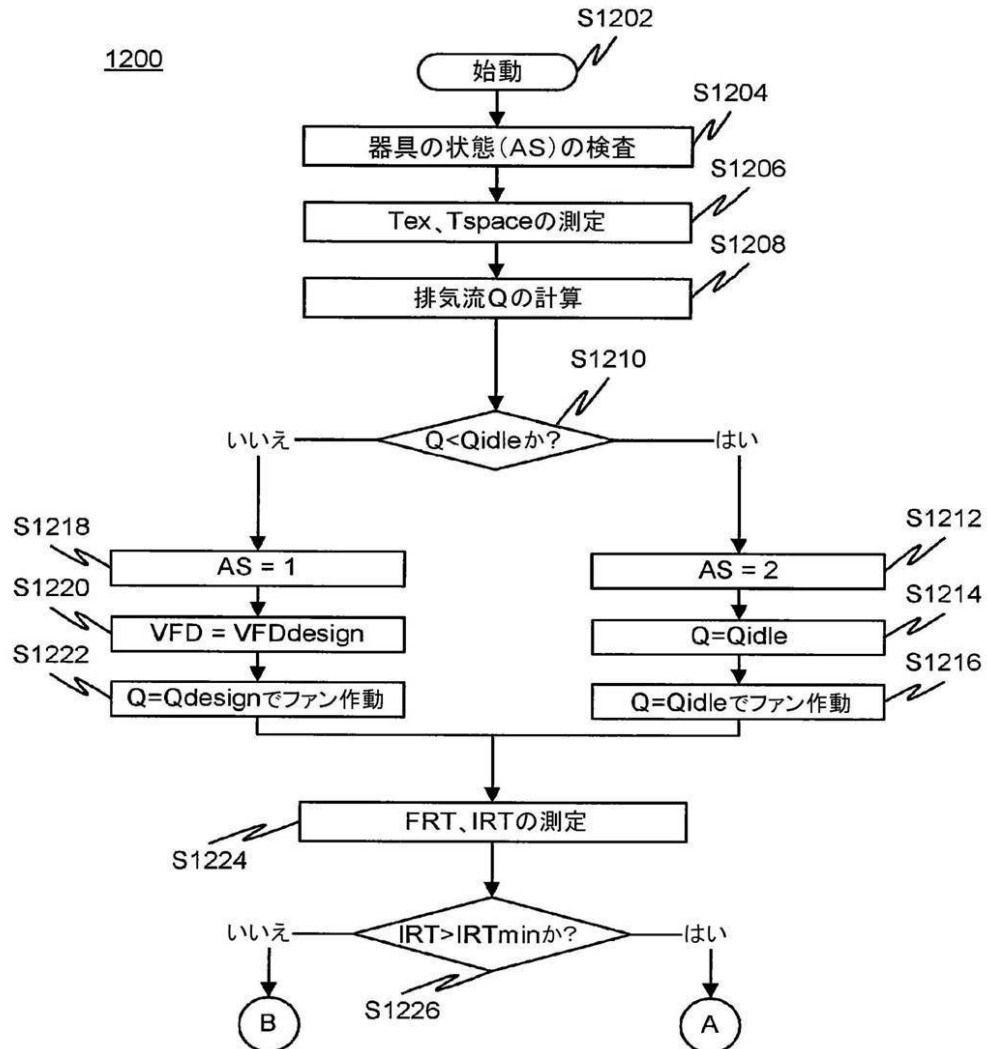 1200
S1202
始動
S1204
器具の状態(AS)の検査
S1206
Tex、Tspaceの測定
S1208
排気流Qの計算
S1210
いいえ
Q<Qidleか?
はい
S1218
AS = 1
S1212
AS = 2
S1220
VFD = VFDdesign
S1214
Q=Qidle
S1222
Q=Qdesignでファン作動
S1216
Q=Qidleでファン作動
FRT、IRTの測定
S1224
いいえ
IRT>IRTminか?
はい
S1226
B
A